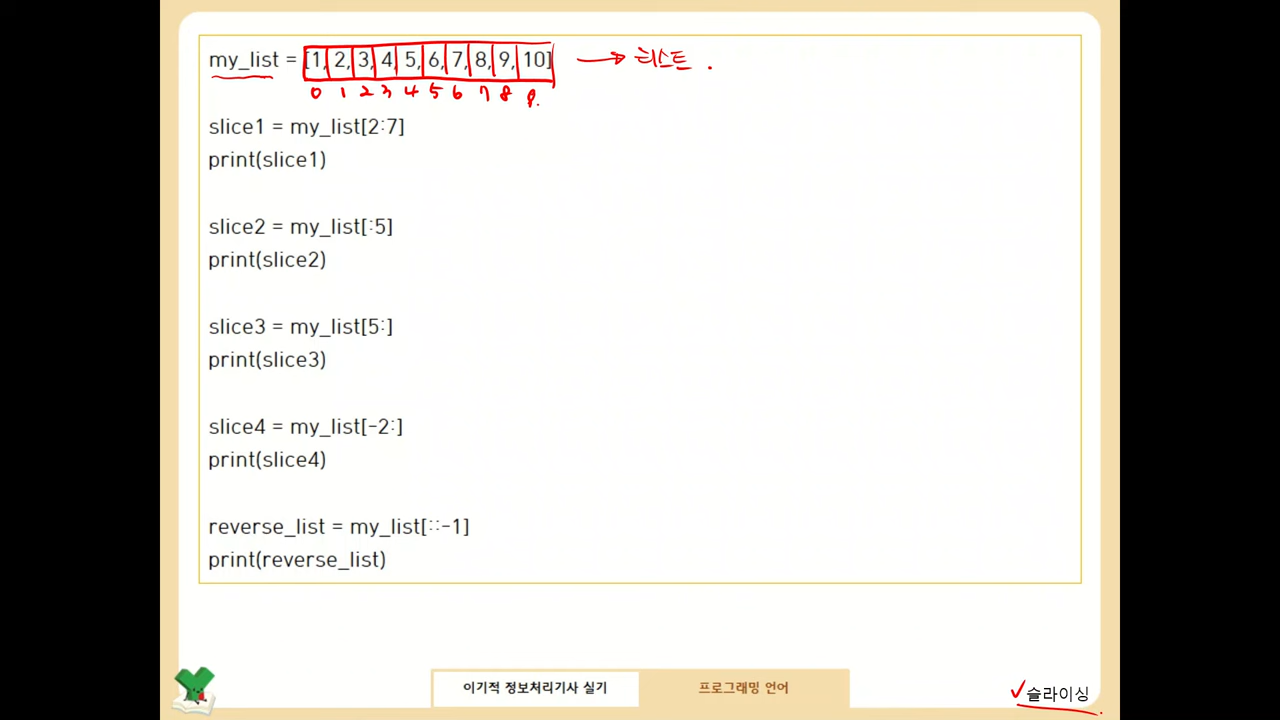 my_list = [1, 2, 3, 4, 5, 6, 7, 8, 9, 10] → 리스트.
0 1 2 3 4 5 6 7 8 9.
slice1 = my_list[2:7]
print(slice1)
slice2 = my_list[:5]
print(slice2)
slice3 = my_list[5:]
print(slice3)
slice4 = my_list[-2:]
print(slice4)
reverse_list = my_list[::-1]
print(reverse_list)
이기적 정보처리기사 실기 프로그래밍 언어
✓슬라이싱